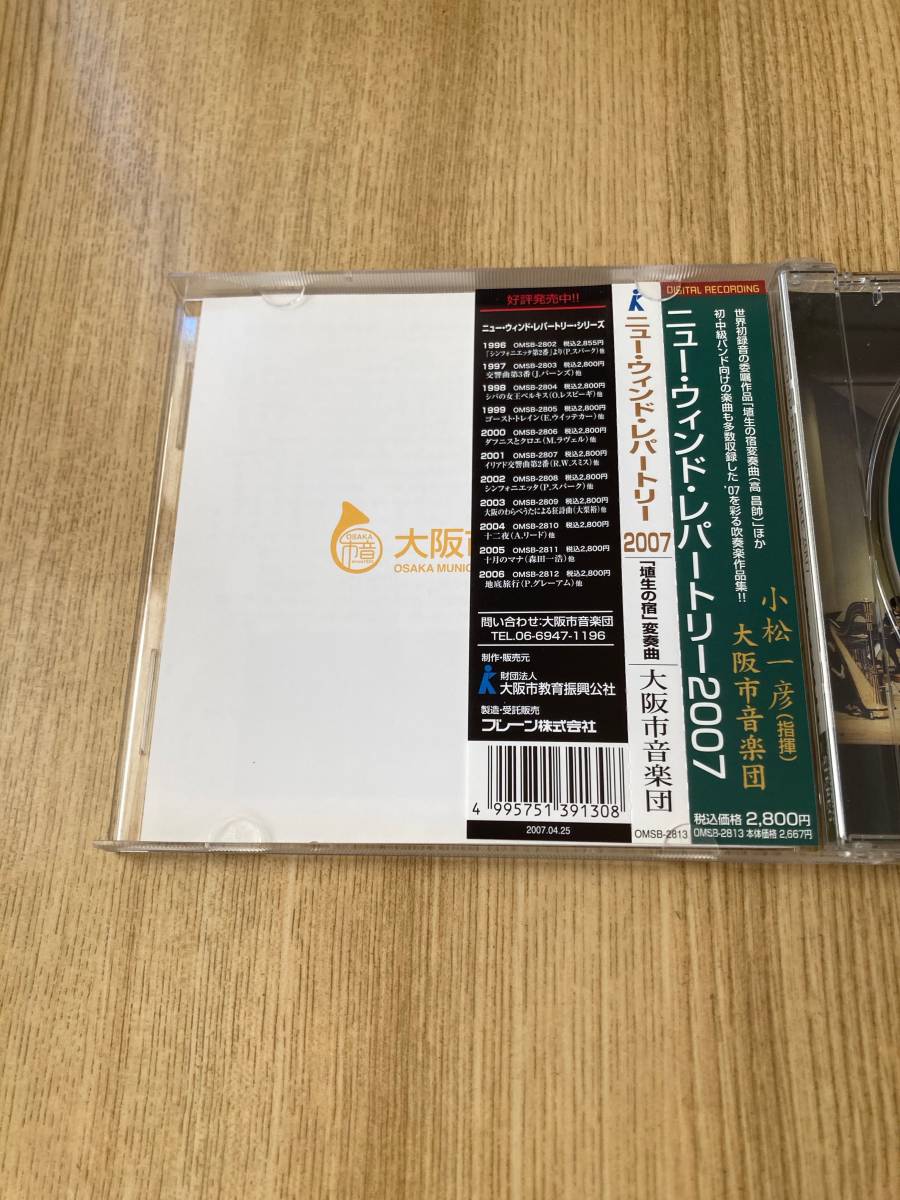 OSAKA
市音
大阪市
OSAKA MUNIC
好評発売中!!
ニュー・ウィンド・レパートリー・シリーズ
1996 OMSB-2802 税込2,855円
「シンフォニエッタ第2番」より(P.スパーク)他
1997 OMSB-2803 税込2,800円
交響曲第3番(J.バーンズ)他
1998 OMSB-2804 税込2,800円
シバの女王ベルキス(O.レスピーギ)他
1999 OMSB-2805 税込2,800円
ゴースト・トレイン(E.ウイッテカー)他
2000 OMSB-2806 税込2,800円
ダフニスとクロエ(M.ラヴェル)他
2001 OMSB-2807 税込2,800円
イリアド交響曲第2番(R.W.スミス)他
2002 OMSB-2808 税込2,800円
シンフォニエッタ(P.スパーク)他
2003 OMSB-2809 税込2,800円
大阪のわらべうたによる狂詩曲(大栗裕)他
2004 OMSB-2810 税込2,800円
十二夜(A.リード)他
2005 OMSB-2811 税込2,800円
十月のマナ(森田一浩)他
2006 OMSB-2812 税込2,800円
地底旅行(P.グレーアム)他
問い合わせ:大阪市音楽団
TEL.06-6947-1196
制作・販売元
財団法人
大阪市教育振興公社
製造・受託販売
ブレーン株式会社
4 995751 391308
2007.04.25
ニュー・ウィンド・レパートリー
2007
「埴生の宿」変奏曲
大阪市音楽団
OMSB-2813
DIGITAL RECORDING
世界初録音の委嘱作品「埴生の宿変奏曲(高 昌帥)」ほか
初・中級バンド向けの楽曲も多数収録した'07を彩る吹奏楽作品集!!
ニュー・ウィンド・レパートリー2007
小松一彦(指揮)
大阪市音楽団
税込価格 2,800円
OMSB-2813 本体価格 2,667円